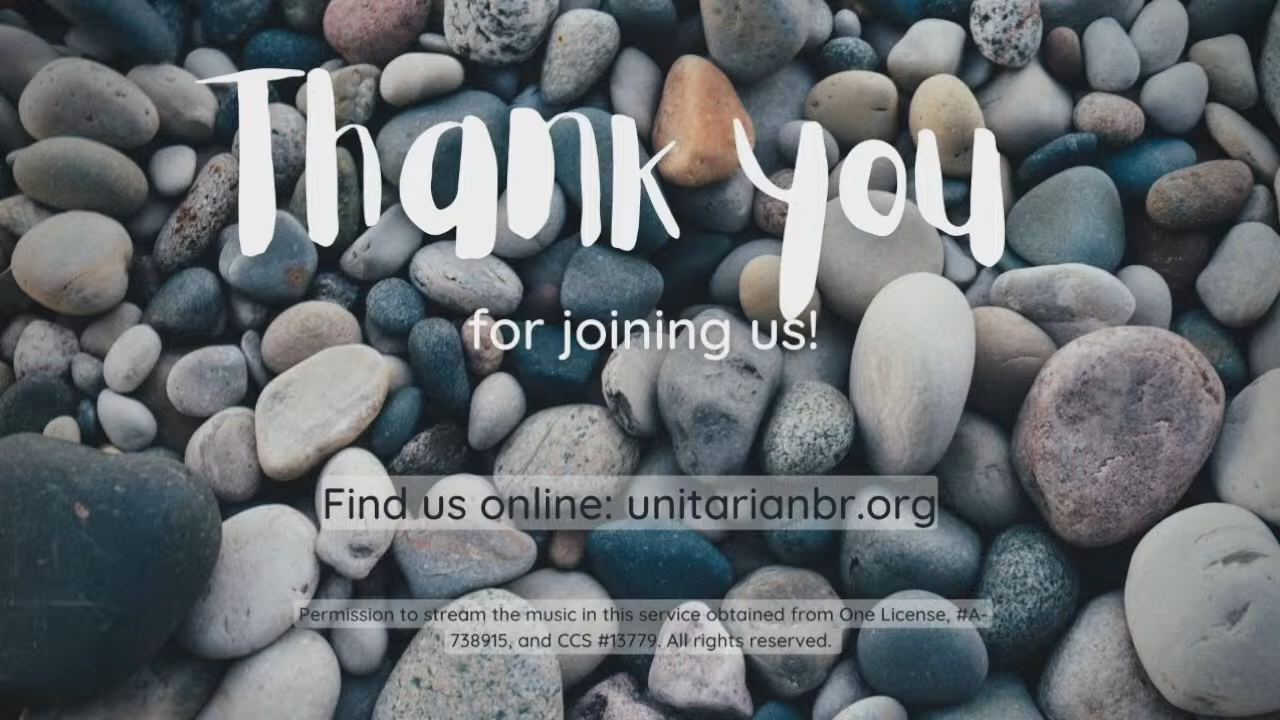 Thank you
for joining us!
Find us online: unitarianbr.org
Permission to stream the music in this service obtained from One License, #A-
738915, and CCS #13779. All rights reserved.